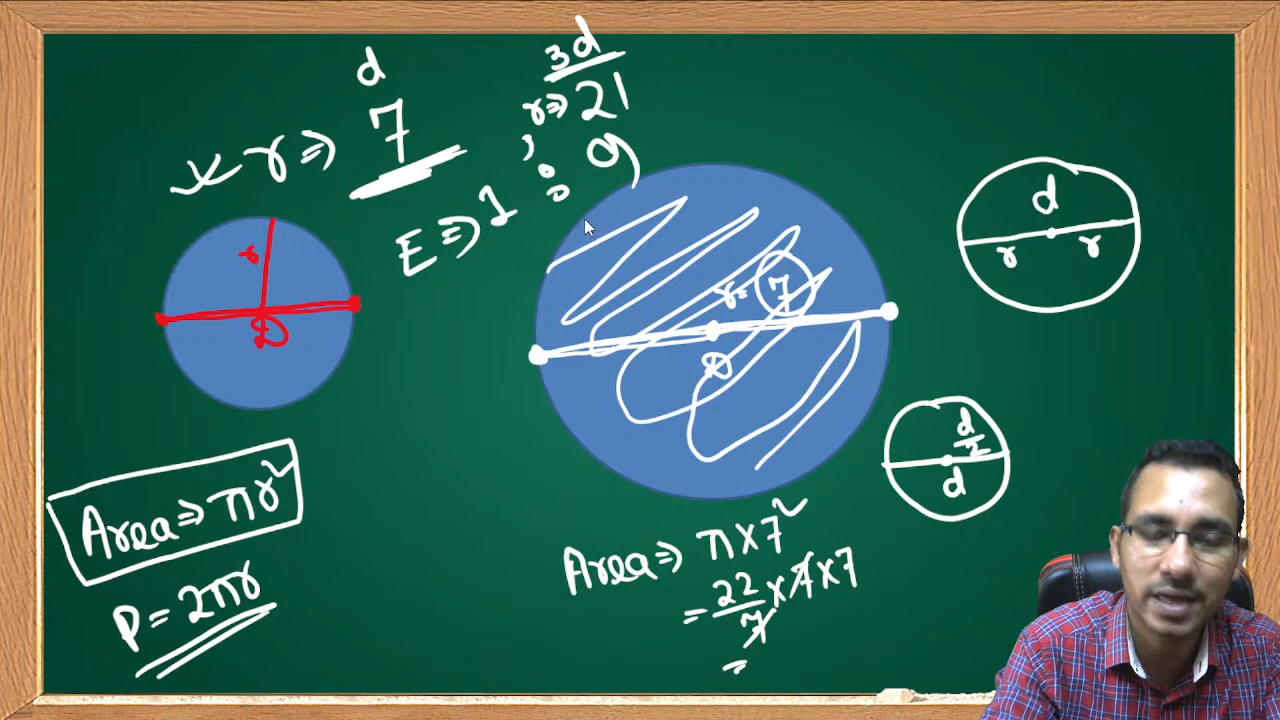 d
r ⇒ 7
3d
, r ⇒ 21
E ⇒ 1 : 9
r
D
r = 7
D
d
r r
d/2
d
Area ⇒ πr²
P = 2πr
Area ⇒ π×7²
= 22/7 × 7 × 7
=